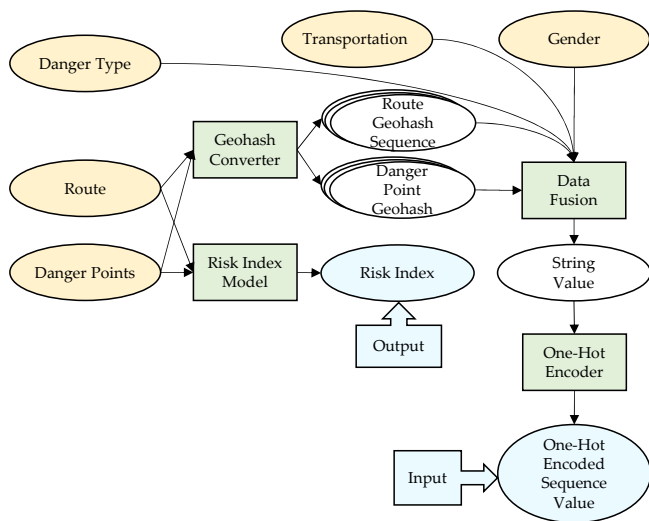 Transportation
Gender
Danger Type
Route
Geohash
Sequence
Geohash
Converter
Danger
Point
Geohash
Data
Fusion
Route
Danger Points
Risk Index
Model
Risk Index
String
Value
Output
One-Hot
Encoder
Input
One-Hot
Encoded
Sequence
Value